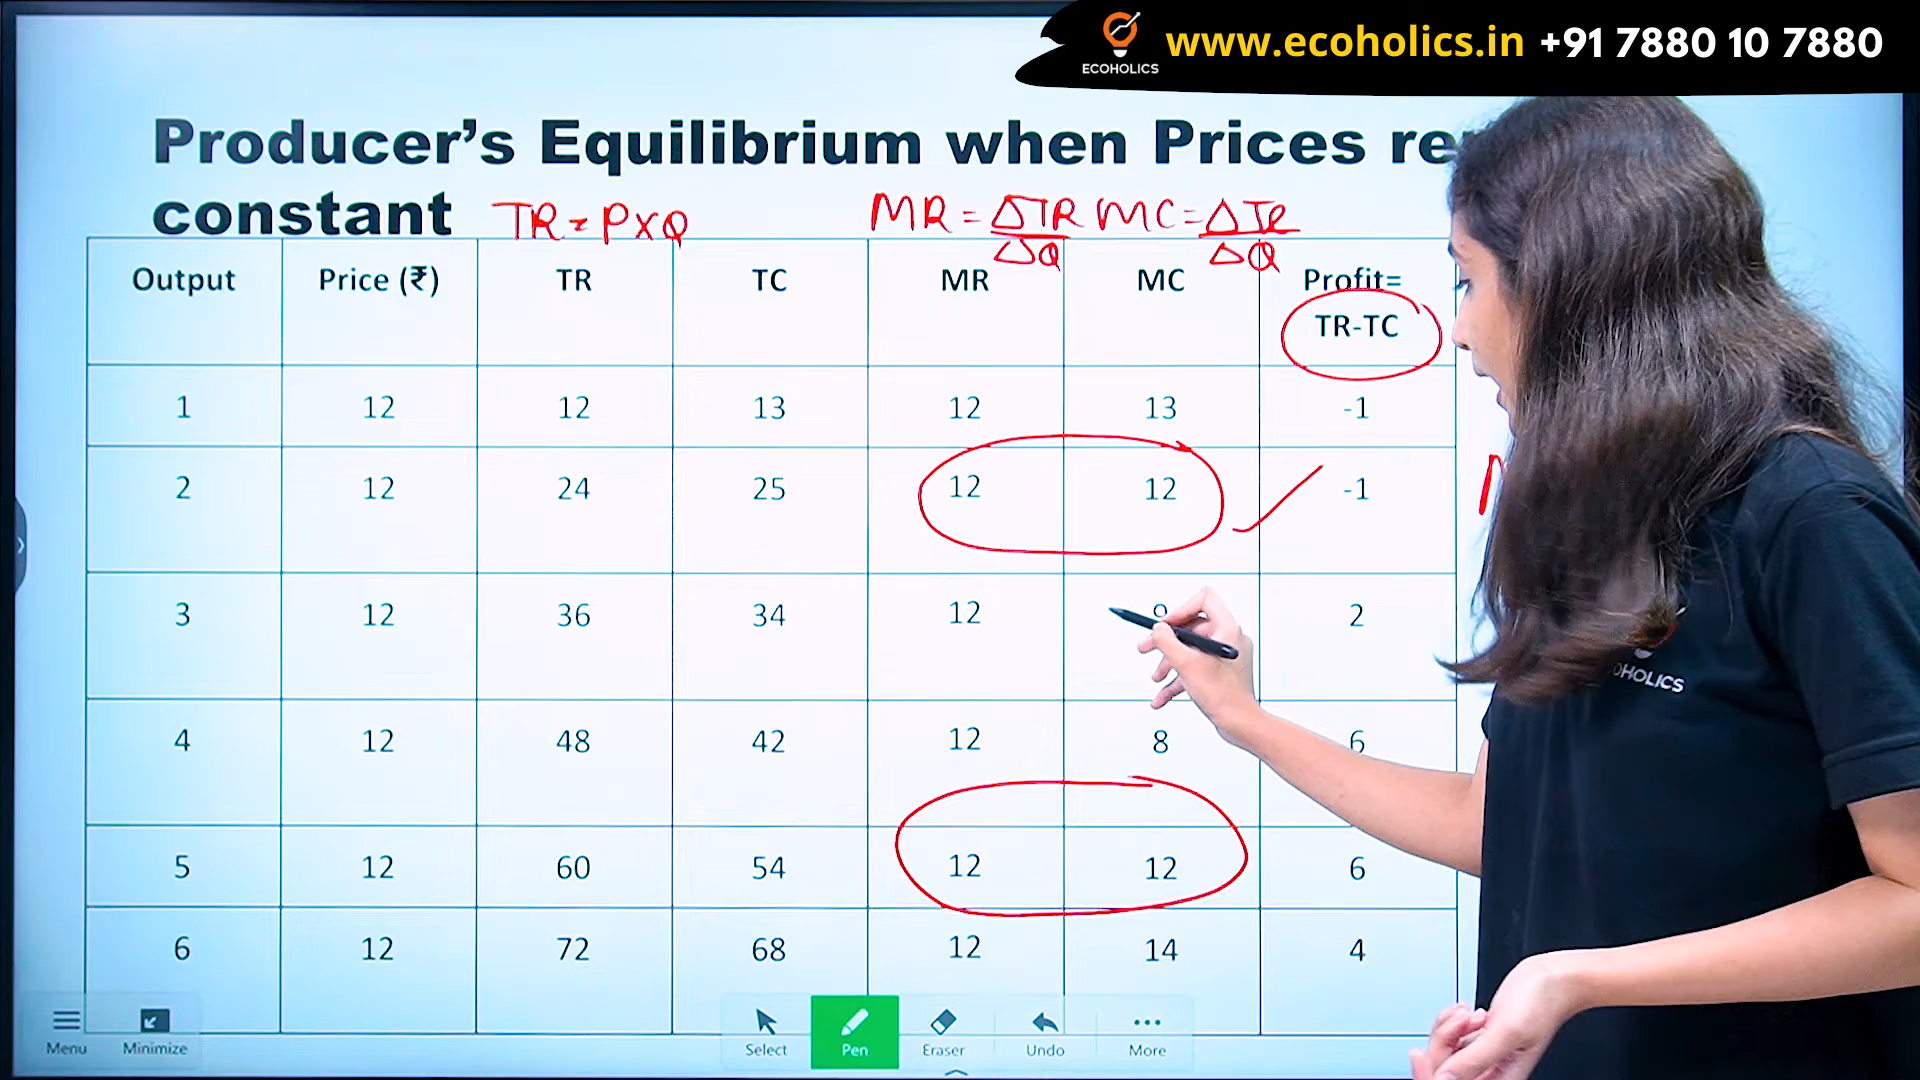 www.ecoholics.in +91 7880 10 7880
ECOHOLICS
Producer’s Equilibrium when Prices
constant TR = P×Q MR = ΔTR/ΔQ MC = ΔTR/ΔQ
Output Price (₹) TR TC MR MC Profit=
TR-TC
1 12 12 13 12 13 -1
2 12 24 25 12 12 -1
3 12 36 34 12 2
4 12 48 42 12 8 6
5 12 60 54 12 12 6
6 12 72 68 12 14 4
Menu Minimize Select Pen Eraser Undo More